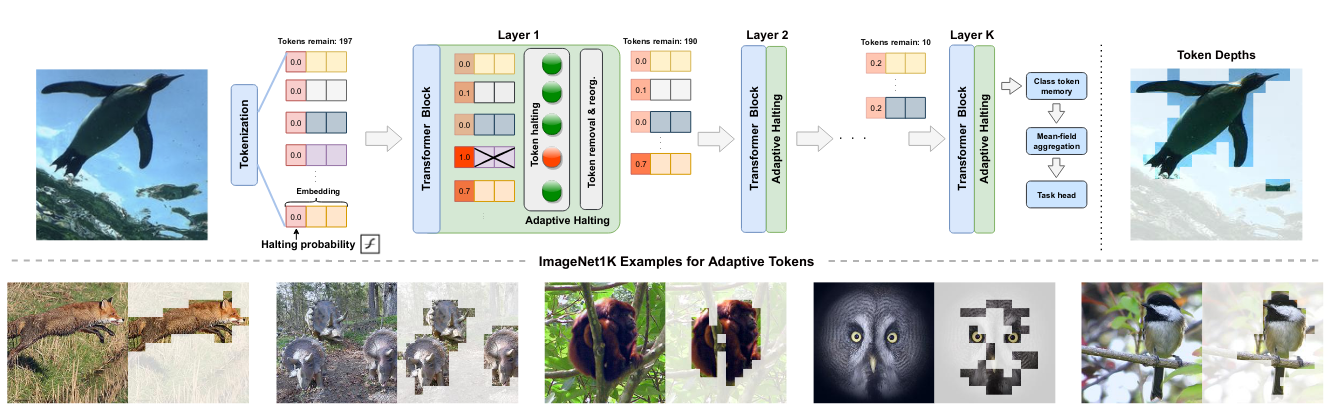 Layer 1
Layer 2
Layer K
Tokens remain: 197
Tokens remain: 190
Tokens remain: 10
Token Depths
Tokenization
0.0
0.0
0.0
0.0
Embedding
0.0
Halting probability
Transformer Block
0.0
0.1
0.0
1.0
0.7
Token halting
Token removal & reorg.
Adaptive Halting
0.0
0.1
0.0
0.7
Transformer Block
Adaptive Halting
. . .
0.2
0.2
Transformer Block
Adaptive Halting
Class token
memory
Mean-field
aggregation
Task head
ImageNet1K Examples for Adaptive Tokens